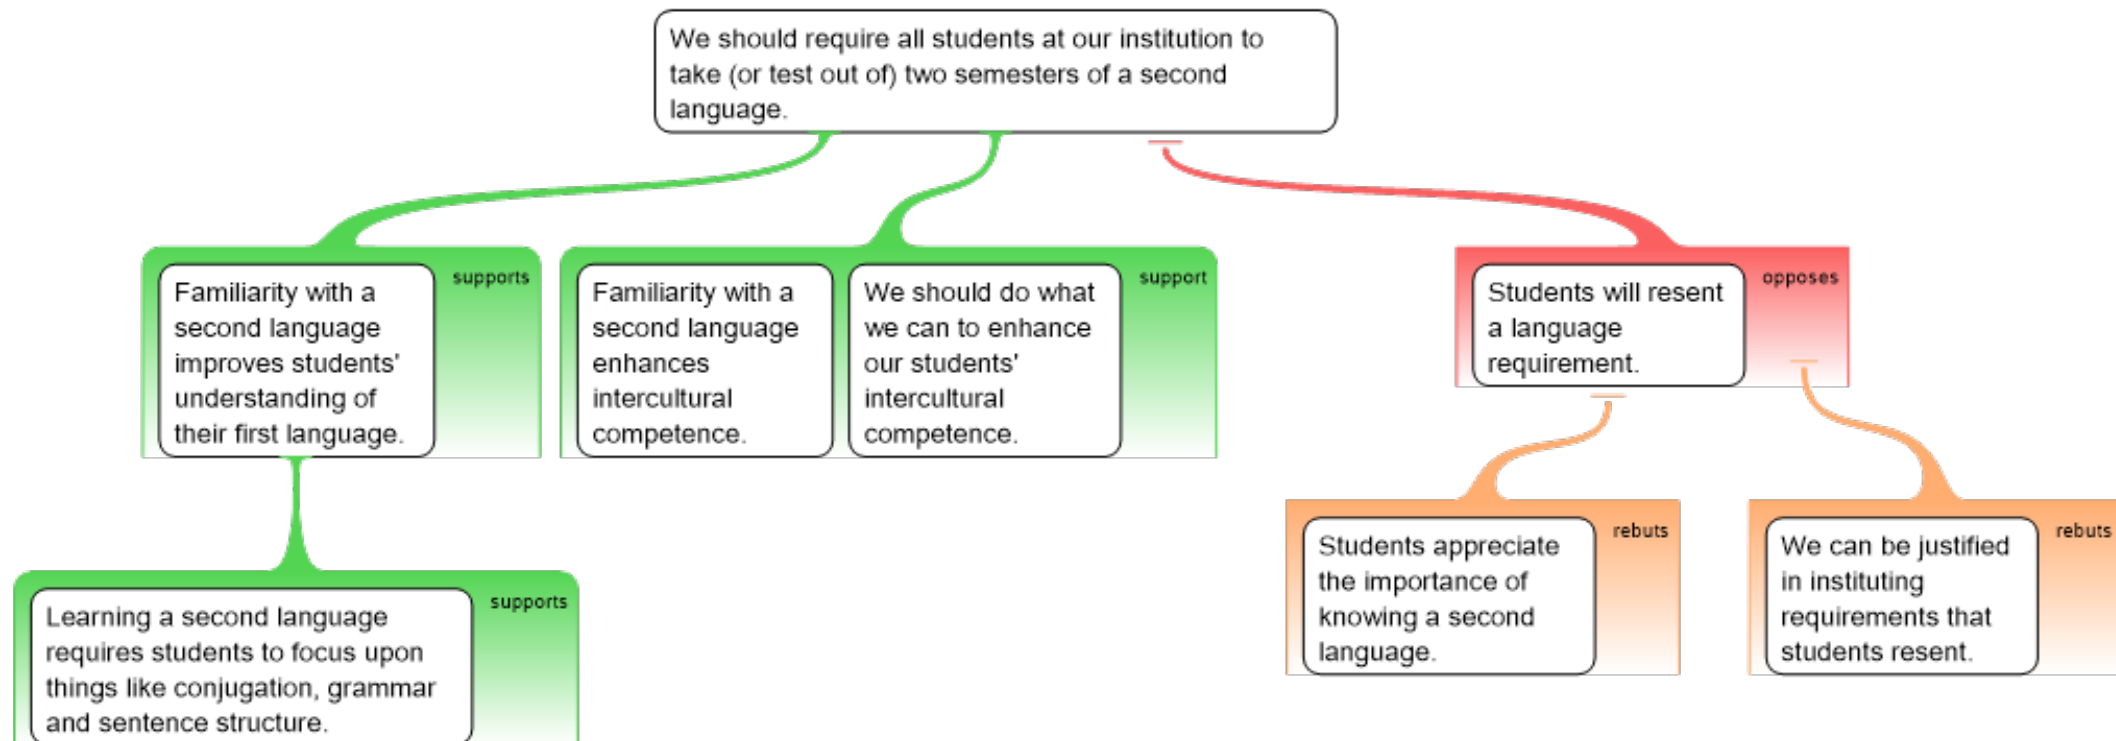 We should require all students at our institution to
take (or test out of) two semesters of a second
language.
supports
Familiarity with a
second language
improves students'
understanding of
their first language.
support
Familiarity with a
second language
enhances
intercultural
competence.
We should do what
we can to enhance
our students'
intercultural
competence.
opposes
Students will resent
a language
requirement.
supports
Learning a second language
requires students to focus upon
things like conjugation, grammar
and sentence structure.
rebuts
Students appreciate
the importance of
knowing a second
language.
rebuts
We can be justified
in instituting
requirements that
students resent.